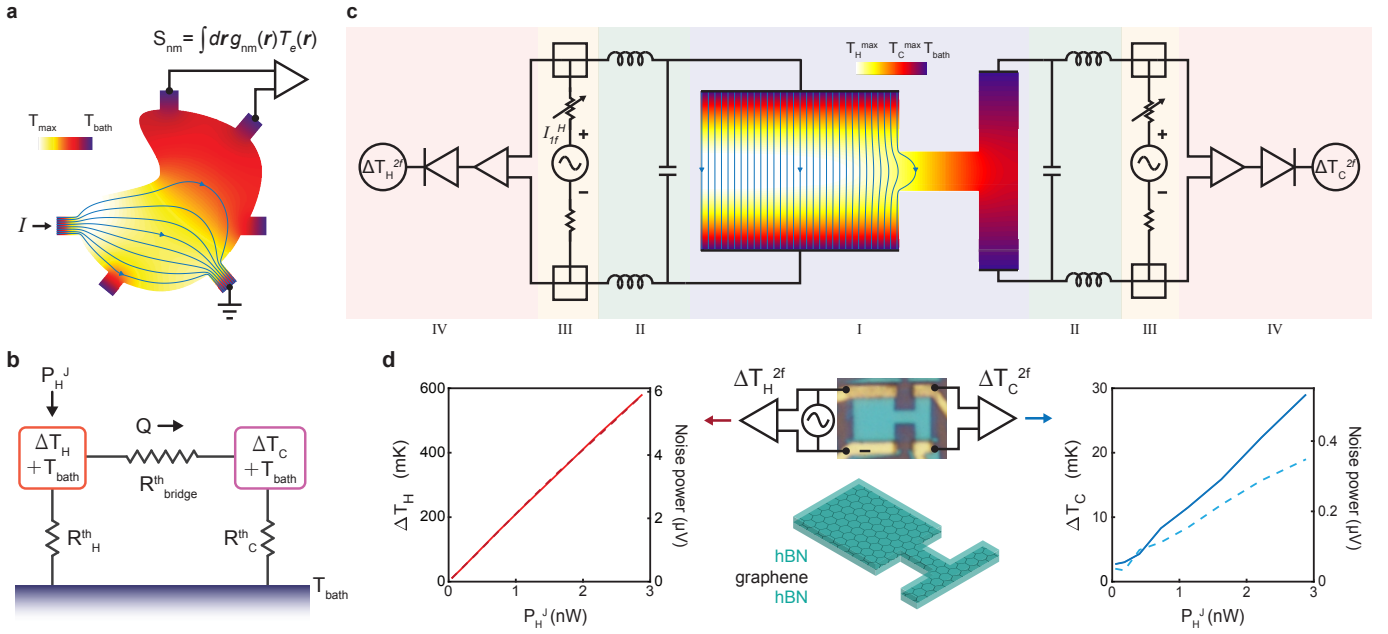 a
S_nm = ∫ dr g_nm(r)T_e(r)
T_max T_bath
I →
c
T_H^max T_C^max T_bath
I_1f^H
+
−
ΔT_H^2f
+
−
ΔT_C^2f
IV III II I II III IV
b
P_H^J
Q →
ΔT_H
+T_bath
ΔT_C
+T_bath
R^th_bridge
R^th_H
R^th_C
T_bath
d
600
400
200
0
ΔT_H (mK)
6
4
2
0
Noise power (μV)
0 1 2 3
P_H^J (nW)
ΔT_H^2f
ΔT_C^2f
−
hBN
graphene
hBN
30
20
10
0
ΔT_C (mK)
0.4
0.2
0
Noise power (μV)
0 1 2 3
P_H^J (nW)